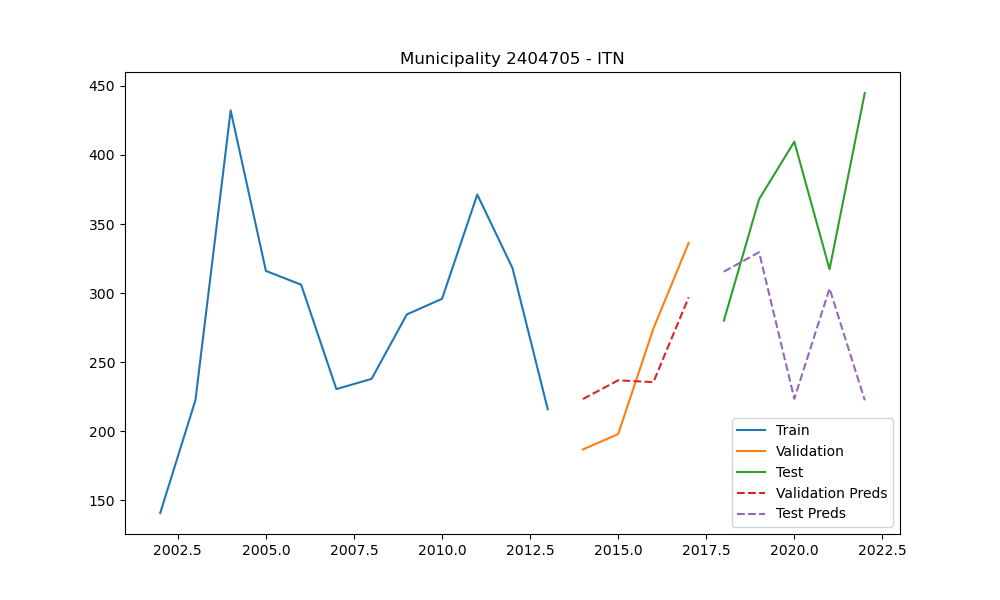 Municipality 2404705 - ITN
450
400
350
300
250
200
150
2002.5 2005.0 2007.5 2010.0 2012.5 2015.0 2017.5 2020.0 2022.5
Train
Validation
Test
Validation Preds
Test Preds